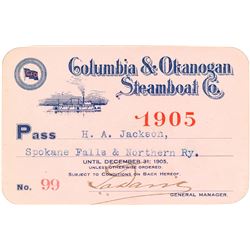 Columbia & Okanogan
Steamboat Co.
1905
Pass H. A. Jackson,
Spokane Falls & Northern Ry.
UNTIL DECEMBER 31, 1905,
UNLESS OTHERWISE ORDERED.
SUBJECT TO CONDITIONS ON BACK HEREOF.
No. 99
GENERAL MANAGER.